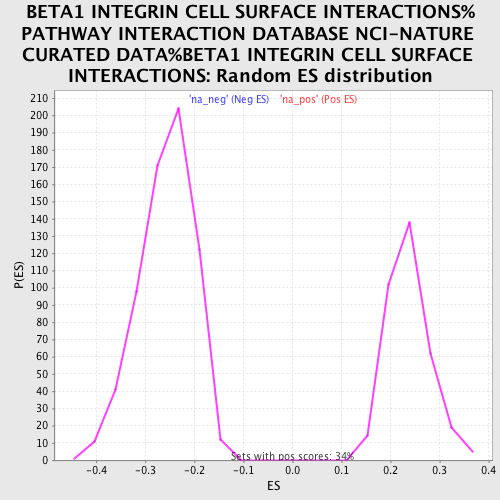 BETA1 INTEGRIN CELL SURFACE INTERACTIONS%
PATHWAY INTERACTION DATABASE NCI-NATURE
CURATED DATA%BETA1 INTEGRIN CELL SURFACE
INTERACTIONS: Random ES distribution
'na_neg' (Neg ES) 'na_pos' (Pos ES)
210
200
190
180
170
160
150
140
130
120
110
100
90
80
70
60
50
40
30
20
10
0
P(ES)
Sets with pos scores: 34%
-0.4 -0.3 -0.2 -0.1 0.0 0.1 0.2 0.3 0.4
ES